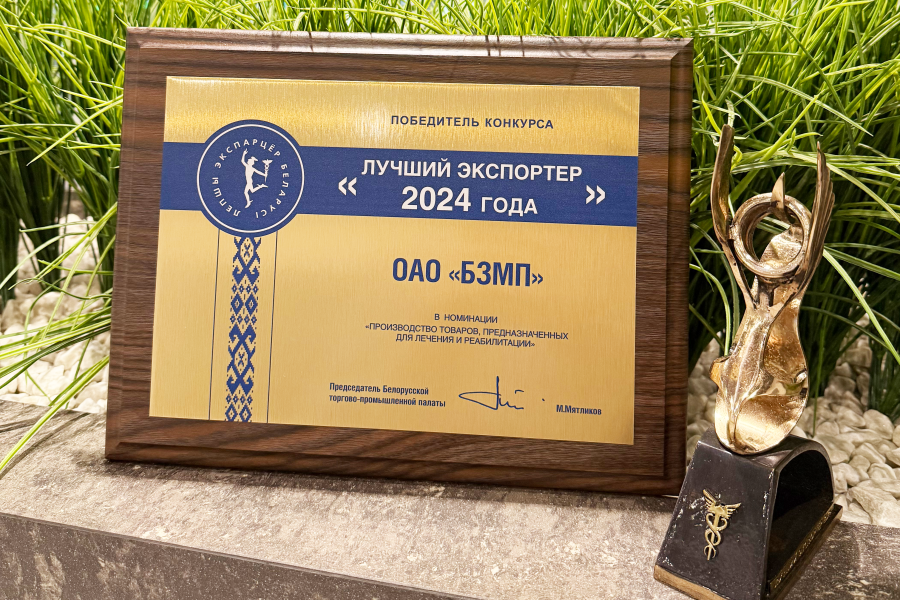 ПОБЕДИТЕЛЬ КОНКУРСА
ЛЕПШЫ ЭКСПАРЦЁР БЕЛАРУСІ
« ЛУЧШИЙ ЭКСПОРТЕР
2024 ГОДА »
ОАО «БЗМП»
В НОМИНАЦИИ
«ПРОИЗВОДСТВО ТОВАРОВ, ПРЕДНАЗНАЧЕННЫХ
ДЛЯ ЛЕЧЕНИЯ И РЕАБИЛИТАЦИИ»
Председатель Белорусской
торгово-промышленной палаты
М.Мятликов